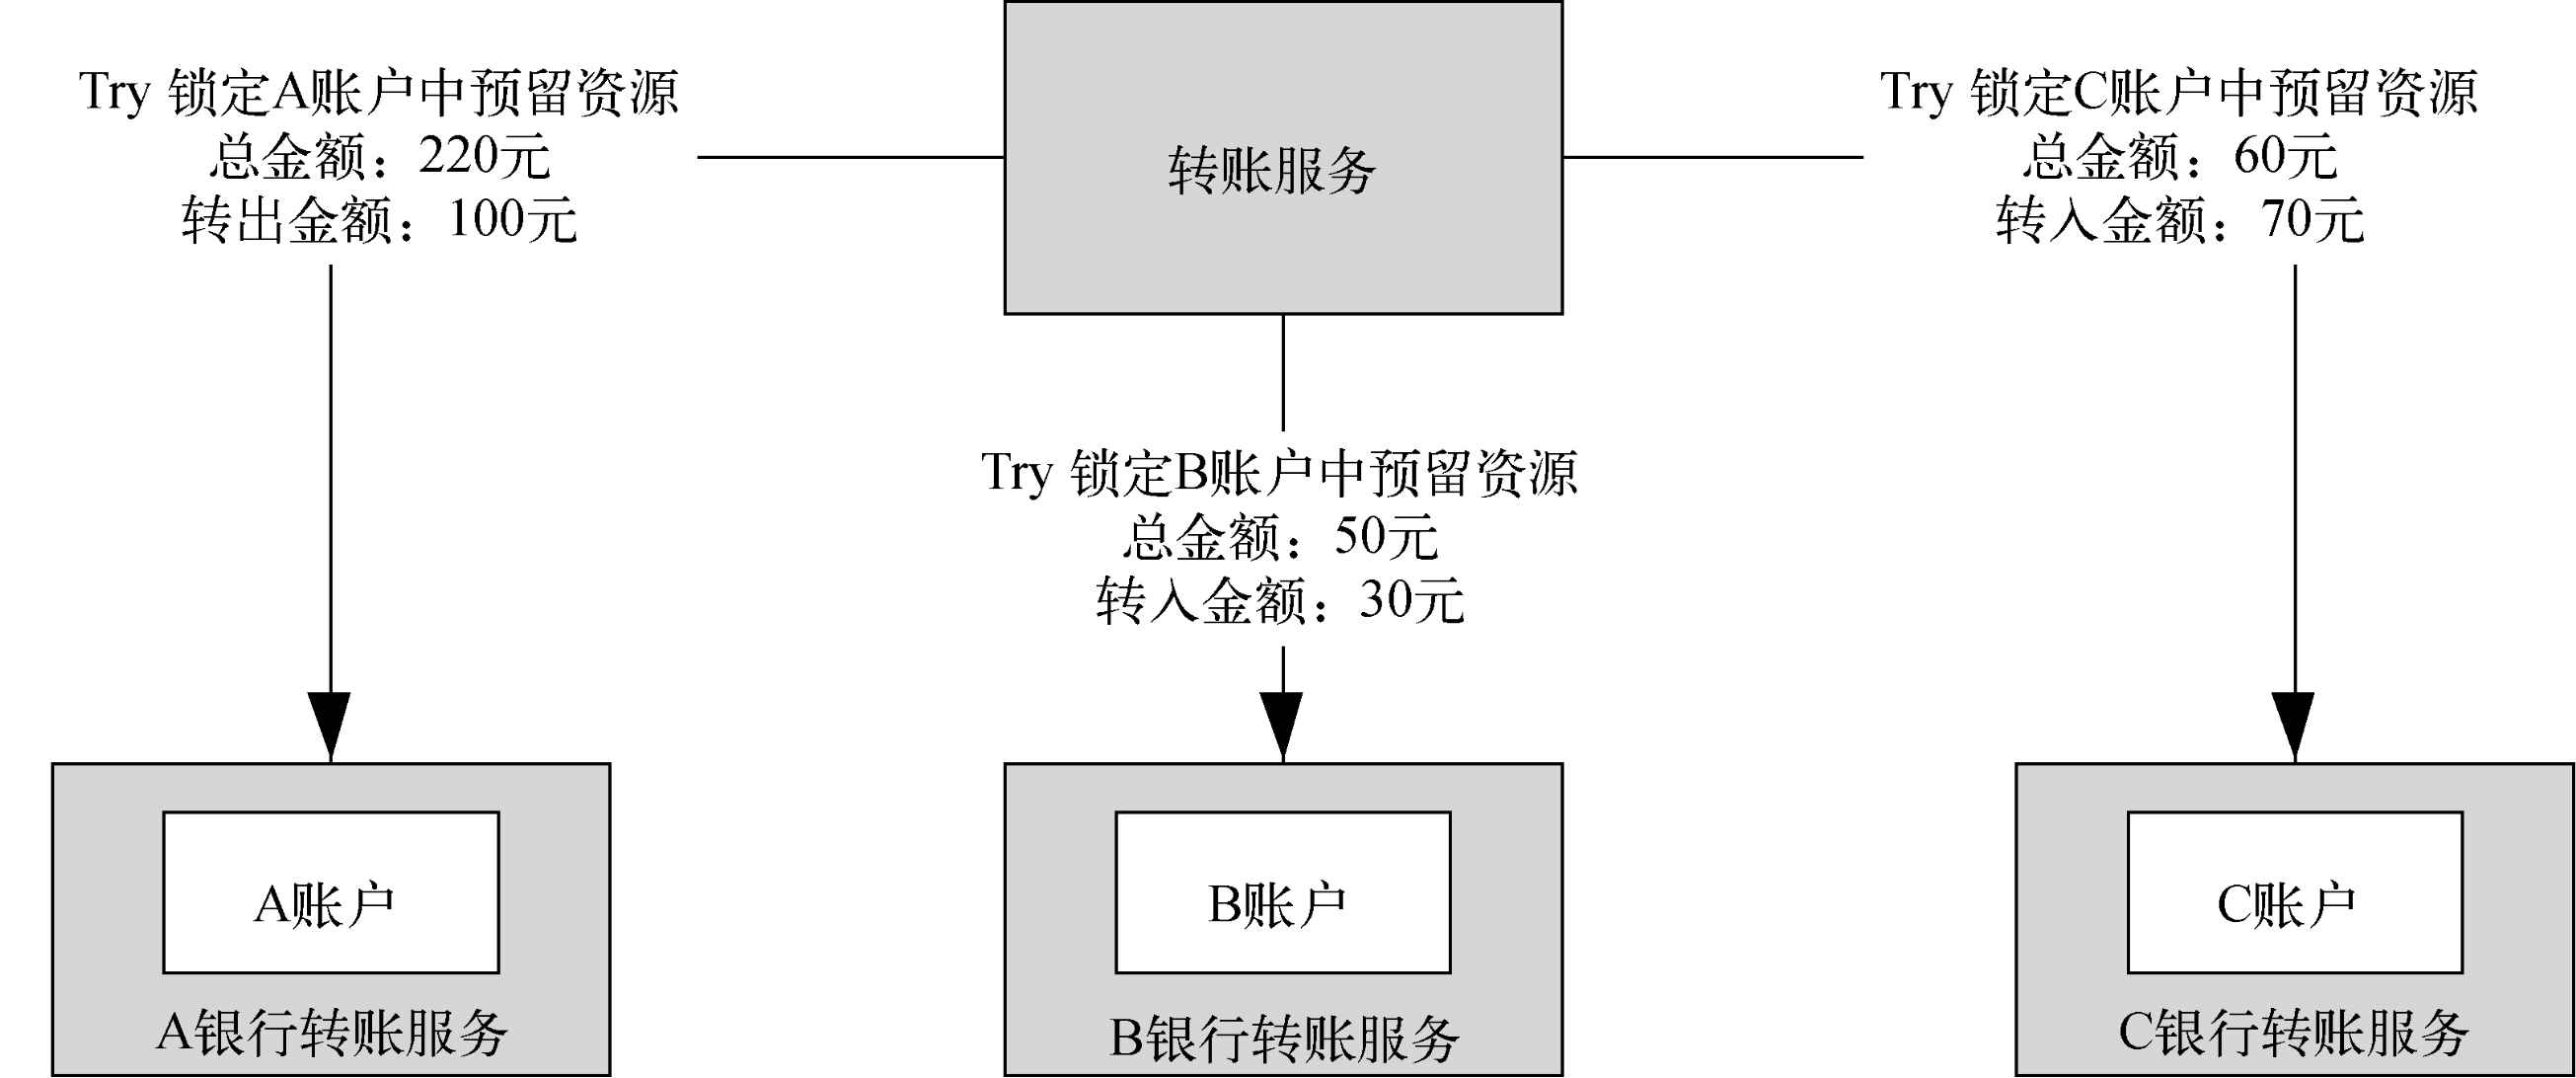 Try 锁定A账户中预留资源
总金额：220元
转出金额：100元
转账服务
Try 锁定C账户中预留资源
总金额：60元
转入金额：70元
Try 锁定B账户中预留资源
总金额：50元
转入金额：30元
A账户
A银行转账服务
B账户
B银行转账服务
C账户
C银行转账服务